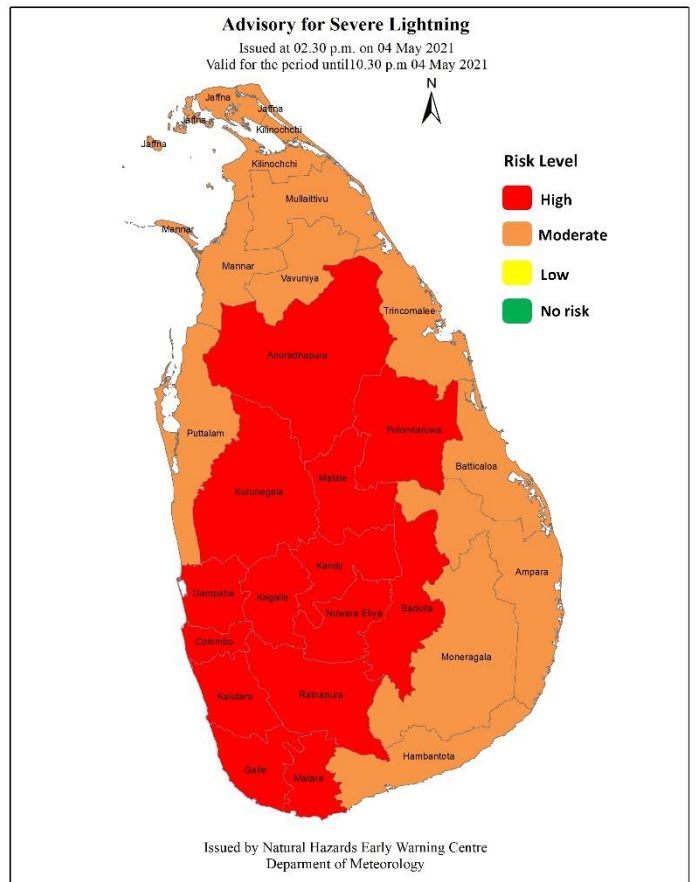 Advisory for Severe Lightning
Issued at 02.30 p.m. on 04 May 2021
Valid for the period until10.30 p.m 04 May 2021
N
Jaffna
Jaffna
Jaffna
Kilinochchi
Jaffna
Kilinochchi
Risk Level
High
Mullaittivu
Mannar
Moderate
Mannar
Vavuniya
Low
Trincomalee
No risk
Anuradhapura
Puttalam
Polonnaruwa
Batticaloa
Kurunegala
Matale
Kandy
Ampara
Gampaha
Kegalle
Nuwara Eliya
Badulla
Colombo
Moneragala
Kalutara
Ratnapura
Hambantota
Galle
Matara
Issued by Natural Hazards Early Warning Centre
Deparment of Meteorology